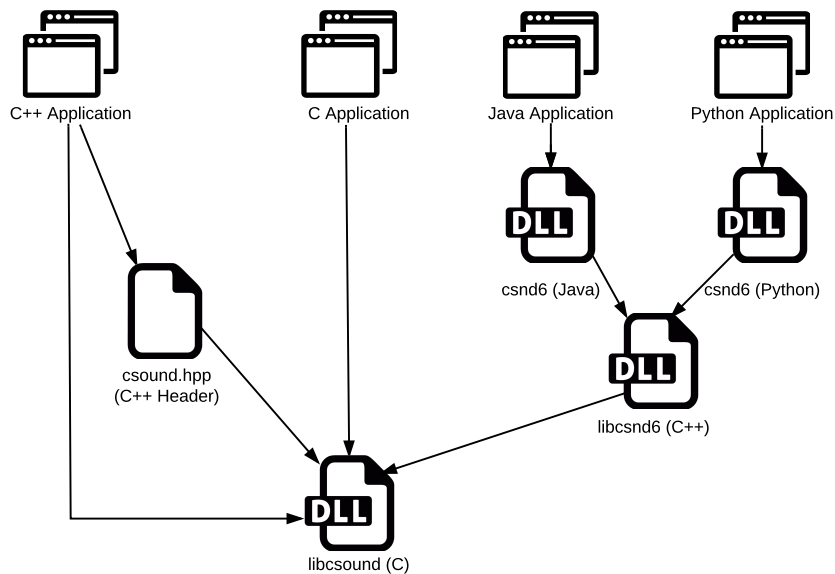 C++ Application
C Application
Java Application
Python Application
DLL
DLL
csnd6 (Java)
csnd6 (Python)
DLL
csound.hpp
(C++ Header)
libcsnd6 (C++)
DLL
libcsound (C)